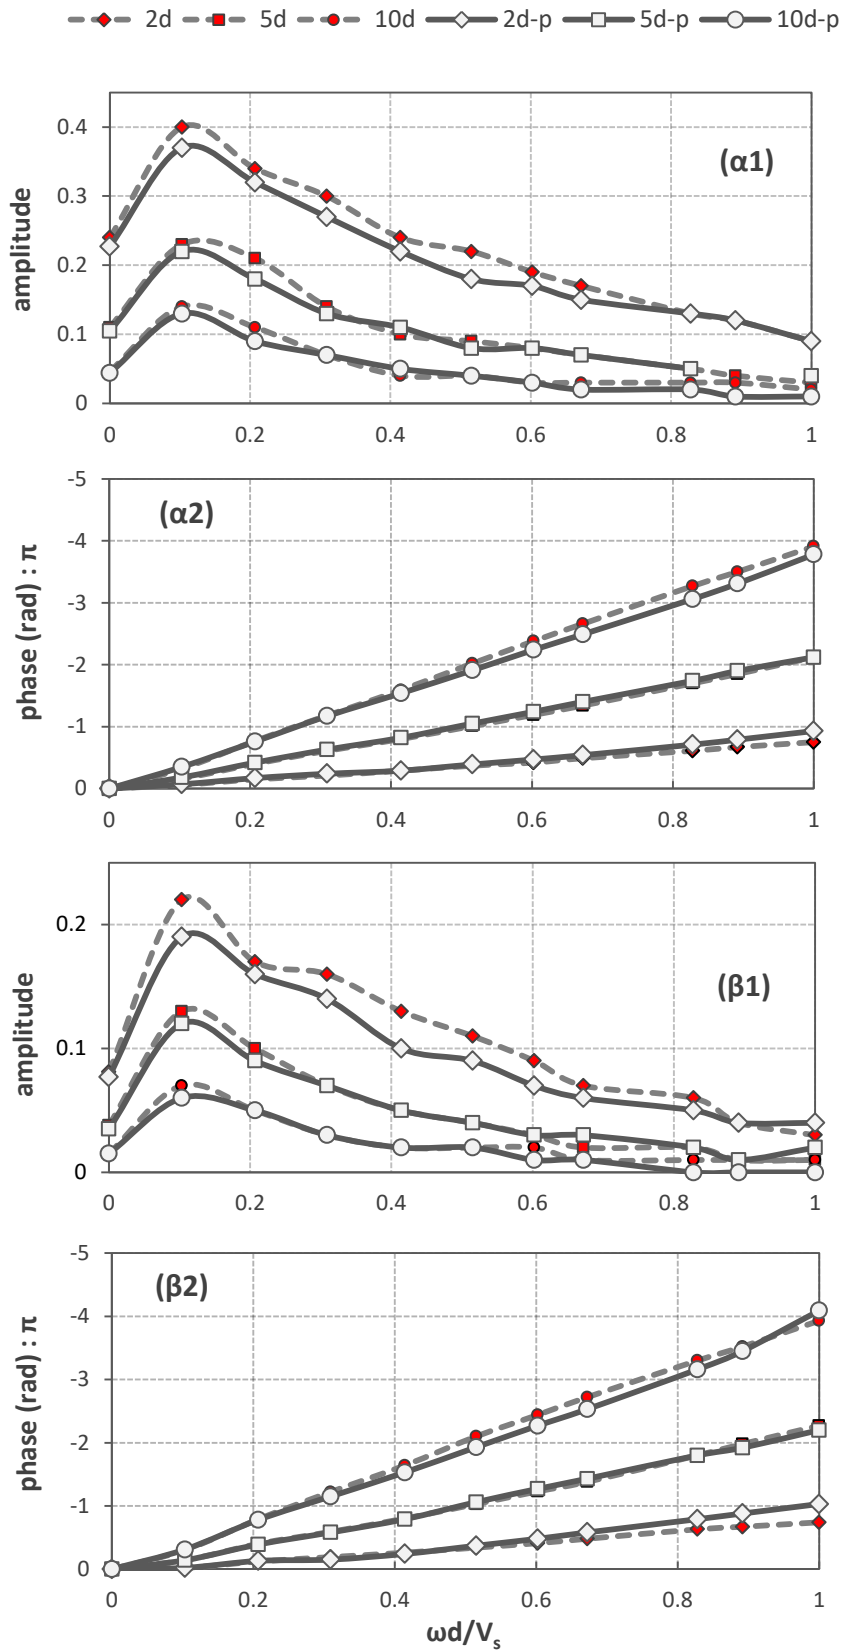 2d 5d 10d 2d-p 5d-p 10d-p
(α1)
amplitude
0.4
0.3
0.2
0.1
0
0 0.2 0.4 0.6 0.8 1
(α2)
phase (rad) : π
-5
-4
-3
-2
-1
0
0 0.2 0.4 0.6 0.8 1
(β1)
amplitude
0.2
0.1
0
0 0.2 0.4 0.6 0.8 1
(β2)
phase (rad) : π
-5
-4
-3
-2
-1
0
0 0.2 0.4 0.6 0.8 1
ωd/Vs